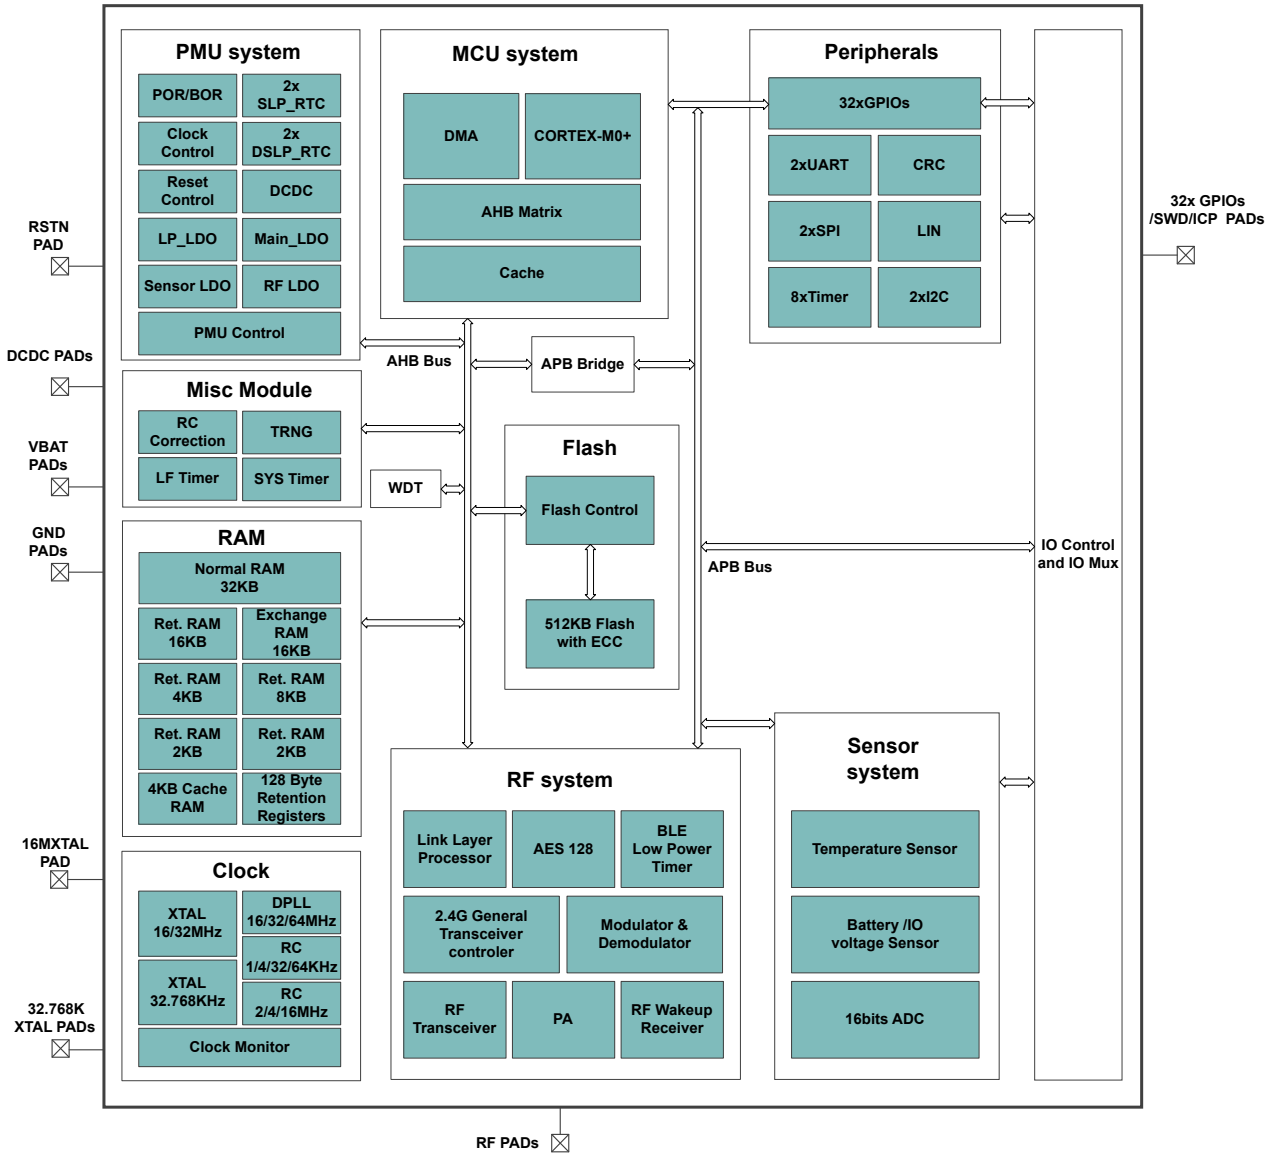 PMU system
POR/BOR
2x
SLP_RTC
Clock
Control
2x
DSLP_RTC
Reset
Control
DCDC
LP_LDO
Main_LDO
Sensor LDO
RF LDO
PMU Control
MCU system
DMA
CORTEX-M0+
AHB Matrix
Cache
Peripherals
32xGPIOs
2xUART
CRC
2xSPI
LIN
8xTimer
2xI2C
RSTN
PAD
DCDC PADs
VBAT
PADs
GND
PADs
16MXTAL
PAD
32.768K
XTAL PADs
32x GPIOs
/SWD/ICP PADs
AHB Bus
APB Bridge
Misc Module
RC
Correction
TRNG
LF Timer
SYS Timer
WDT
Flash
Flash Control
512KB Flash
with ECC
APB Bus
IO Control
and IO Mux
RAM
Normal RAM
32KB
Ret. RAM
16KB
Exchange
RAM
16KB
Ret. RAM
4KB
Ret. RAM
8KB
Ret. RAM
2KB
Ret. RAM
2KB
4KB Cache
RAM
128 Byte
Retention
Registers
Clock
XTAL
16/32MHz
DPLL
16/32/64MHz
RC
1/4/32/64KHz
XTAL
32.768KHz
RC
2/4/16MHz
Clock Monitor
RF system
Link Layer
Processor
AES 128
BLE
Low Power
Timer
2.4G General
Transceiver
controler
Modulator &
Demodulator
RF
Transceiver
PA
RF Wakeup
Receiver
Sensor
system
Temperature Sensor
Battery /IO
voltage Sensor
16bits ADC
RF PADs